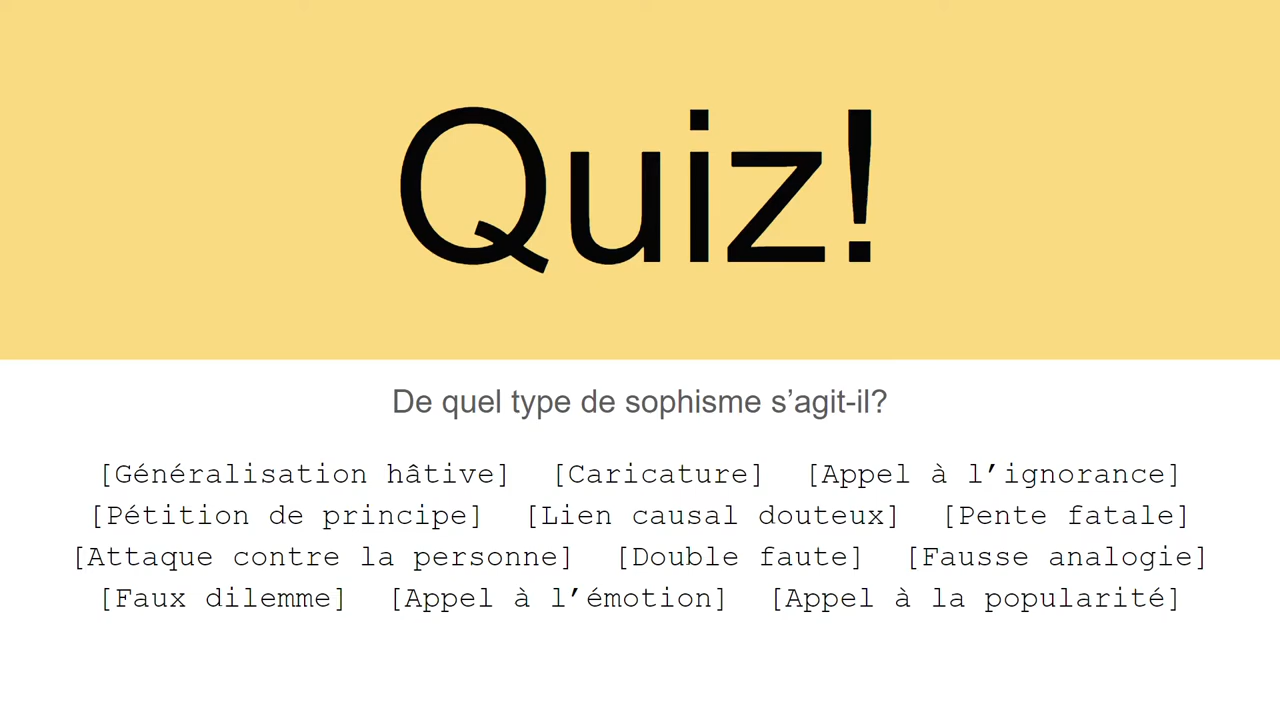 Quiz!
De quel type de sophisme s’agit-il?
[Généralisation hâtive] [Caricature] [Appel à l’ignorance]
[Pétition de principe] [Lien causal douteux] [Pente fatale]
[Attaque contre la personne] [Double faute] [Fausse analogie]
[Faux dilemme] [Appel à l’émotion] [Appel à la popularité]